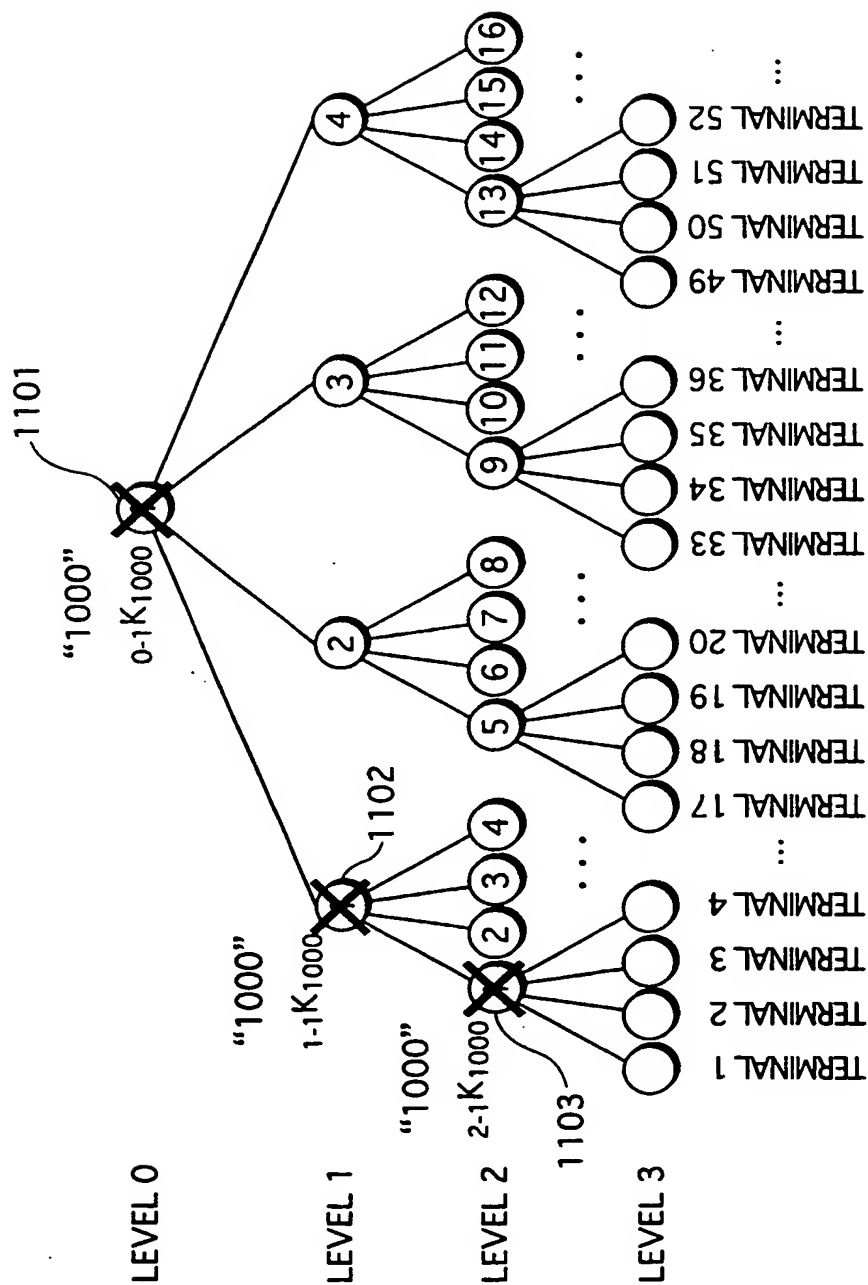 1101
"1000"
0-1K1000
LEVEL 0
1102
"1000"
1-1K1000
2
3
4
LEVEL 1
"1000"
2-1K1000
1103
2
3
4
5
6
7
8
9
10
11
12
13
14
15
16
LEVEL 2
... ... ... ...
LEVEL 3
TERMINAL 1
TERMINAL 2
TERMINAL 3
TERMINAL 4
...
TERMINAL 17
TERMINAL 18
TERMINAL 19
TERMINAL 20
...
TERMINAL 33
TERMINAL 34
TERMINAL 35
TERMINAL 36
...
TERMINAL 49
TERMINAL 50
TERMINAL 51
TERMINAL 52
...